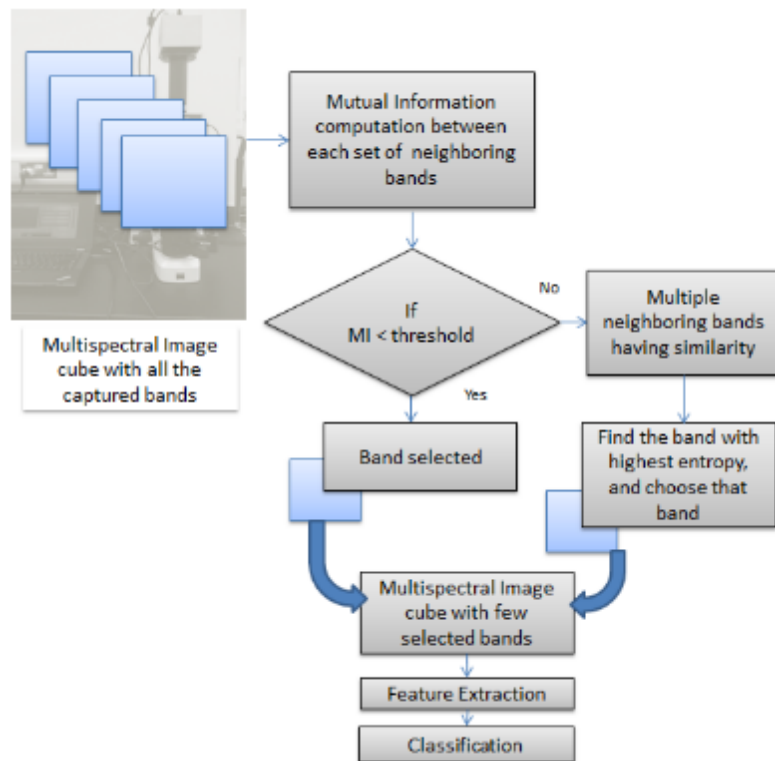 Mutual Information
computation between
each set of neighboring
bands
If
MI < threshold
No
Multiple
neighboring bands
having similarity
Multispectral Image
cube with all the
captured bands
Yes
Band selected
Find the band with
highest entropy,
and choose that
band
Multispectral Image
cube with few
selected bands
Feature Extraction
Classification